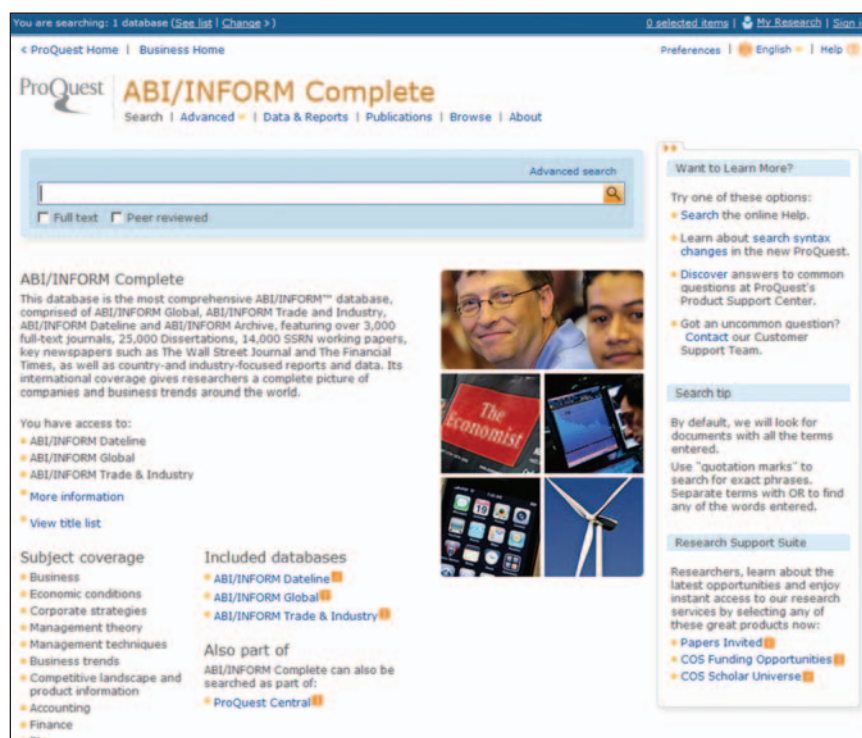 You are searching: 1 database (See list | Change >)
0 selected items | My Research | Sign i
< ProQuest Home | Business Home
Preferences | English | Help
ProQuest
ABI/INFORM Complete
Search | Advanced | Data & Reports | Publications | Browse | About
Advanced search
Full text Peer reviewed
ABI/INFORM Complete
This database is the most comprehensive ABI/INFORM™ database,
comprised of ABI/INFORM Global, ABI/INFORM Trade and Industry,
ABI/INFORM Dateline and ABI/INFORM Archive, featuring over 3,000
full-text journals, 25,000 Dissertations, 14,000 SSRN working papers,
key newspapers such as The Wall Street Journal and The Financial
Times, as well as country-and industry-focused reports and data. Its
international coverage gives researchers a complete picture of
companies and business trends around the world.
You have access to:
ABI/INFORM Dateline
ABI/INFORM Global
ABI/INFORM Trade & Industry
More information
View title list
Subject coverage
Business
Economic conditions
Corporate strategies
Management theory
Management techniques
Business trends
Competitive landscape and
product information
Accounting
Finance
Included databases
ABI/INFORM Dateline
ABI/INFORM Global
ABI/INFORM Trade & Industry
Also part of
ABI/INFORM Complete can also be
searched as part of:
ProQuest Central
The
Economist
Want to Learn More?
Try one of these options:
Search the online Help.
Learn about search syntax
changes in the new ProQuest.
Discover answers to common
questions at ProQuest's
Product Support Center.
Got an uncommon question?
Contact our Customer
Support Team.
Search tip
By default, we will look for
documents with all the terms
entered.
Use "quotation marks" to
search for exact phrases.
Separate terms with OR to find
any of the words entered.
Research Support Suite
Researchers, learn about the
latest opportunities and enjoy
instant access to our research
services by selecting any of
these great products now:
Papers Invited
COS Funding Opportunities
COS Scholar Universe